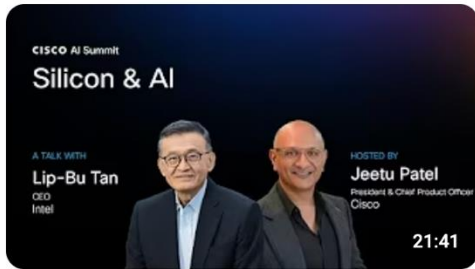 CISCO AI Summit
Silicon & AI
A TALK WITH
Lip-Bu Tan
CEO
Intel
HOSTED BY
Jeetu Patel
President & Chief Product Officer
Cisco
21:41